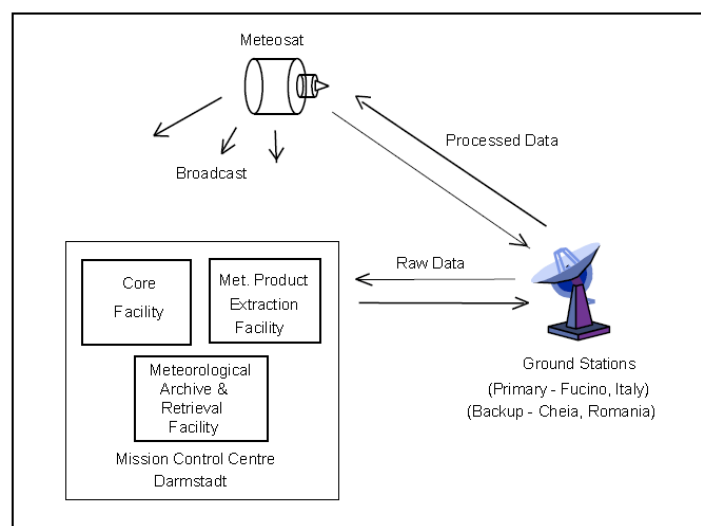 Meteosat
Processed Data
Broadcast
Raw Data
Core
Facility
Met. Product
Extraction
Facility
Meteorological
Archive &
Retrieval
Facility
Mission Control Centre
Darmstadt
Ground Stations
(Primary - Fucino, Italy)
(Backup - Cheia, Romania)